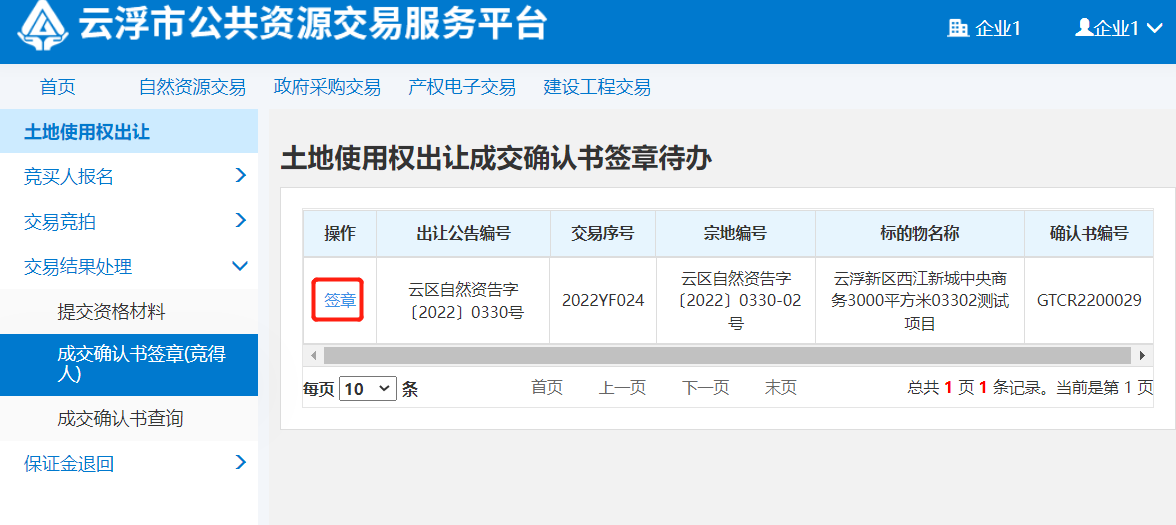 云浮市公共资源交易服务平台
企业1
企业1
首页
自然资源交易
政府采购交易
产权电子交易
建设工程交易
土地使用权出让
竞买人报名
交易竞拍
交易结果处理
提交资格材料
成交确认书签章(竞得
人)
成交确认书查询
保证金退回
土地使用权出让成交确认书签章待办
操作
出让公告编号
交易序号
宗地编号
标的物名称
确认书编号
签章
云区自然资告字
〔2022〕0330号
2022YF024
云区自然资告字
〔2022〕0330-02
号
云浮新区西江新城中央商
务3000平方米03302测试
项目
GTCR2200029
每页 10 条
首页
上一页
下一页
末页
总共 1 页 1 条记录。当前是第 1 页